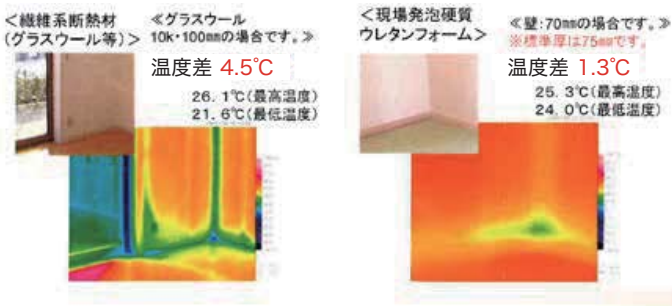 <繊維系断熱材
(グラスウール等)>
≪グラスウール
10k・100mmの場合です。≫
温度差 4.5℃
26.1℃(最高温度)
21.6℃(最低温度)
<現場発泡硬質
ウレタンフォーム>
≪壁:70mmの場合です。≫
※標準厚は75mmです。
温度差 1.3℃
25.3℃(最高温度)
24.0℃(最低温度)